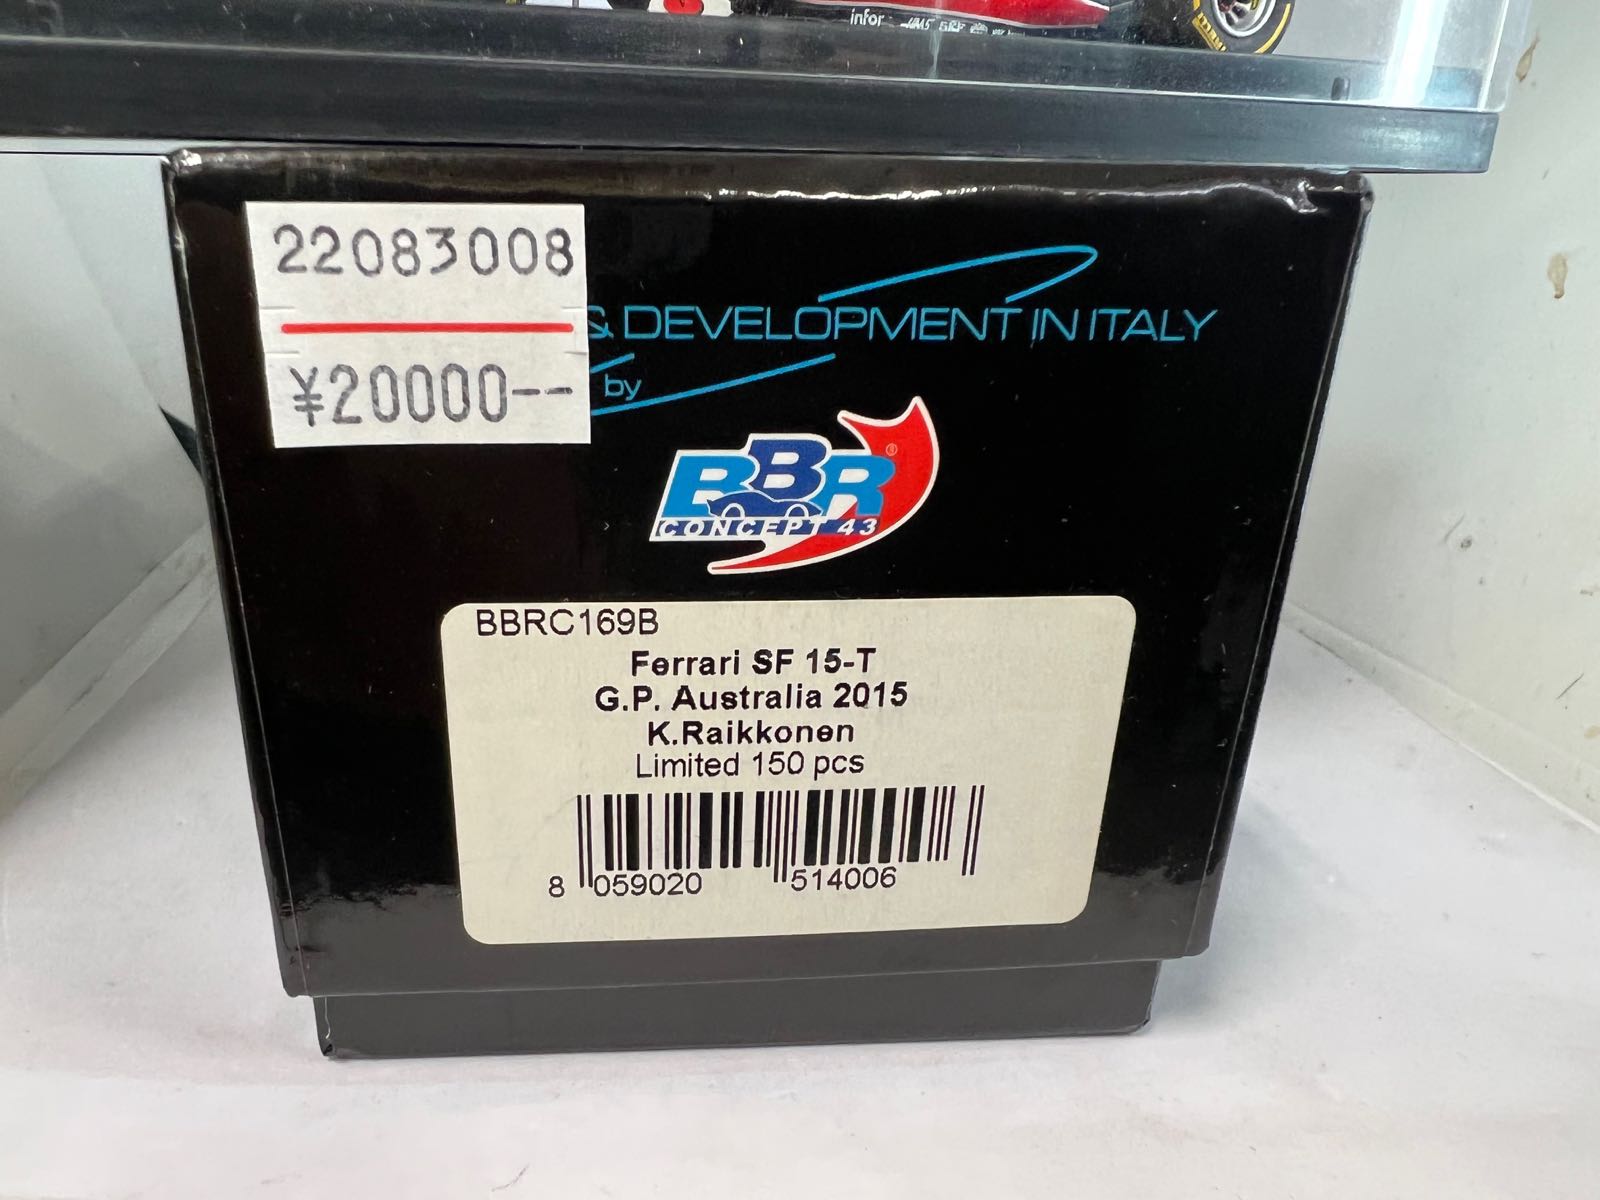 infor
22083008
¥20000--
& DEVELOPMENT IN ITALY
by
BBR®
CONCEPT 43
BBRC169B
Ferrari SF 15-T
G.P. Australia 2015
K.Raikkonen
Limited 150 pcs
8 059020 514006